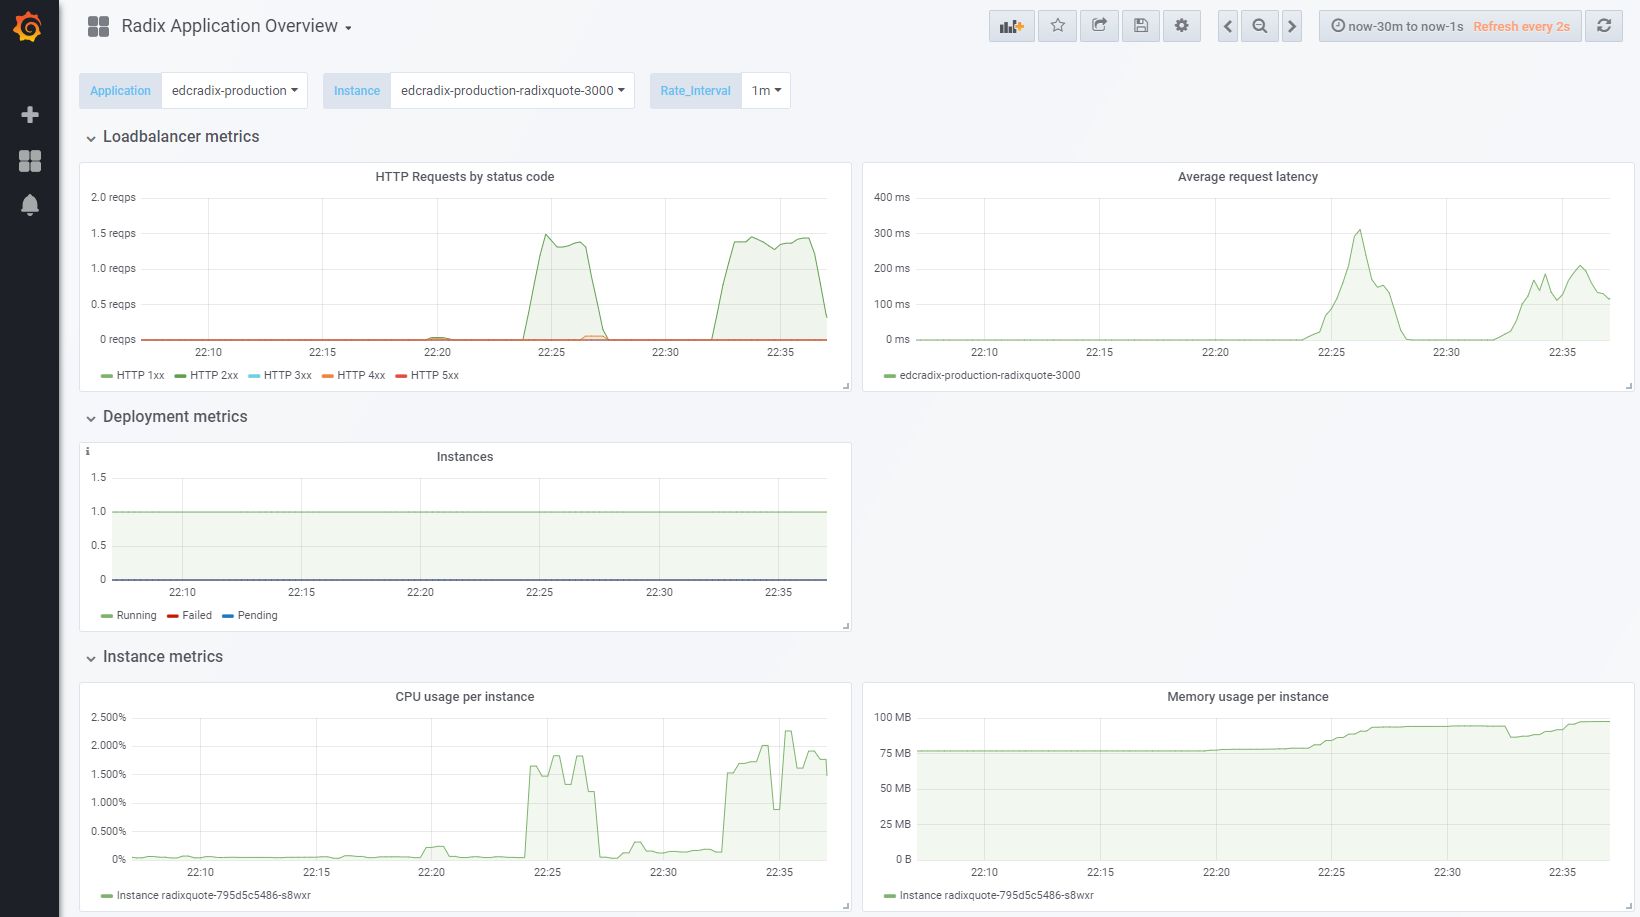 Radix Application Overview
now-30m to now-1s Refresh every 2s
Application edcradix-production Instance edcradix-production-radixquote-3000 Rate_Interval 1m
Loadbalancer metrics
HTTP Requests by status code
2.0 reqps
1.5 reqps
1.0 reqps
0.5 reqps
0 reqps
22:10 22:15 22:20 22:25 22:30 22:35
HTTP 1xx HTTP 2xx HTTP 3xx HTTP 4xx HTTP 5xx
Average request latency
400 ms
300 ms
200 ms
100 ms
0 ms
22:10 22:15 22:20 22:25 22:30 22:35
edcradix-production-radixquote-3000
Deployment metrics
i
Instances
1.5
1.0
0.5
0
22:10 22:15 22:20 22:25 22:30 22:35
Running Failed Pending
Instance metrics
CPU usage per instance
2.500%
2.000%
1.500%
1.000%
0.500%
0%
22:10 22:15 22:20 22:25 22:30 22:35
Instance radixquote-795d5c5486-s8wxr
Memory usage per instance
100 MB
75 MB
50 MB
25 MB
0 B
22:10 22:15 22:20 22:25 22:30 22:35
Instance radixquote-795d5c5486-s8wxr